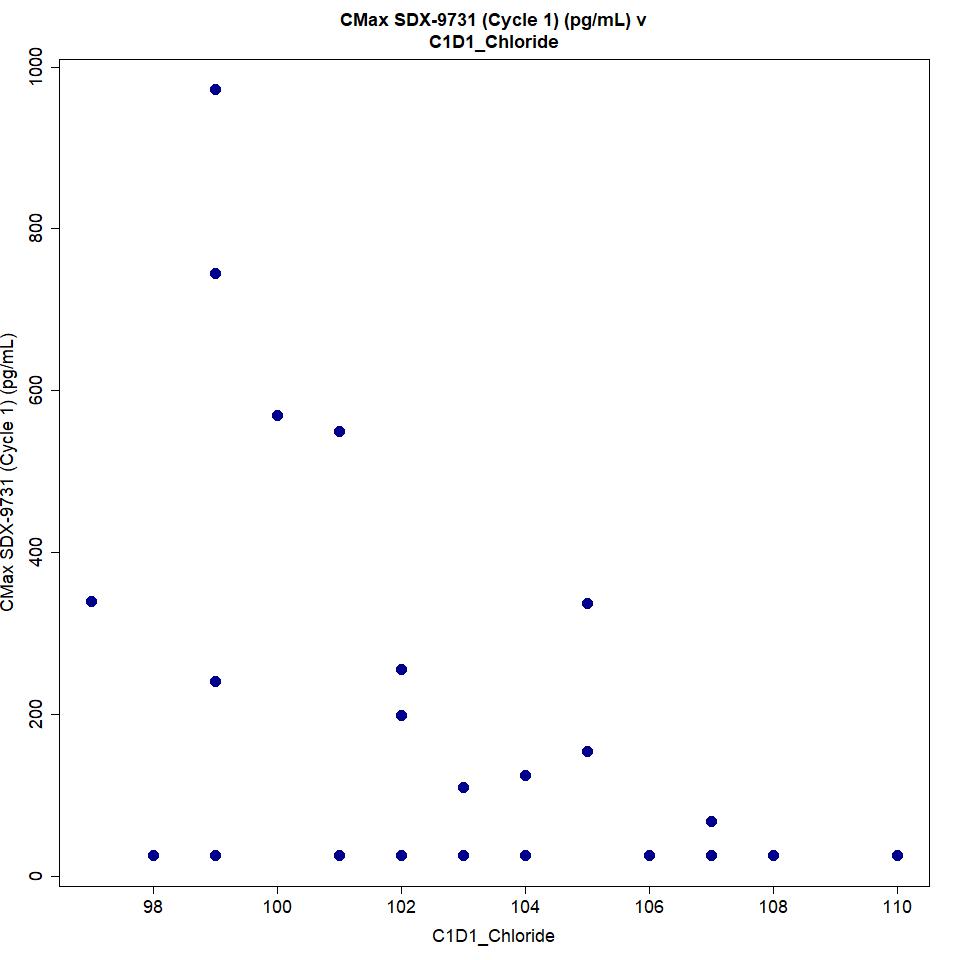 CMax SDX-9731 (Cycle 1) (pg/mL) v
C1D1_Chloride
1000
800
600
400
200
0
CMax SDX-9731 (Cycle 1) (pg/mL)
98 100 102 104 106 108 110
C1D1_Chloride